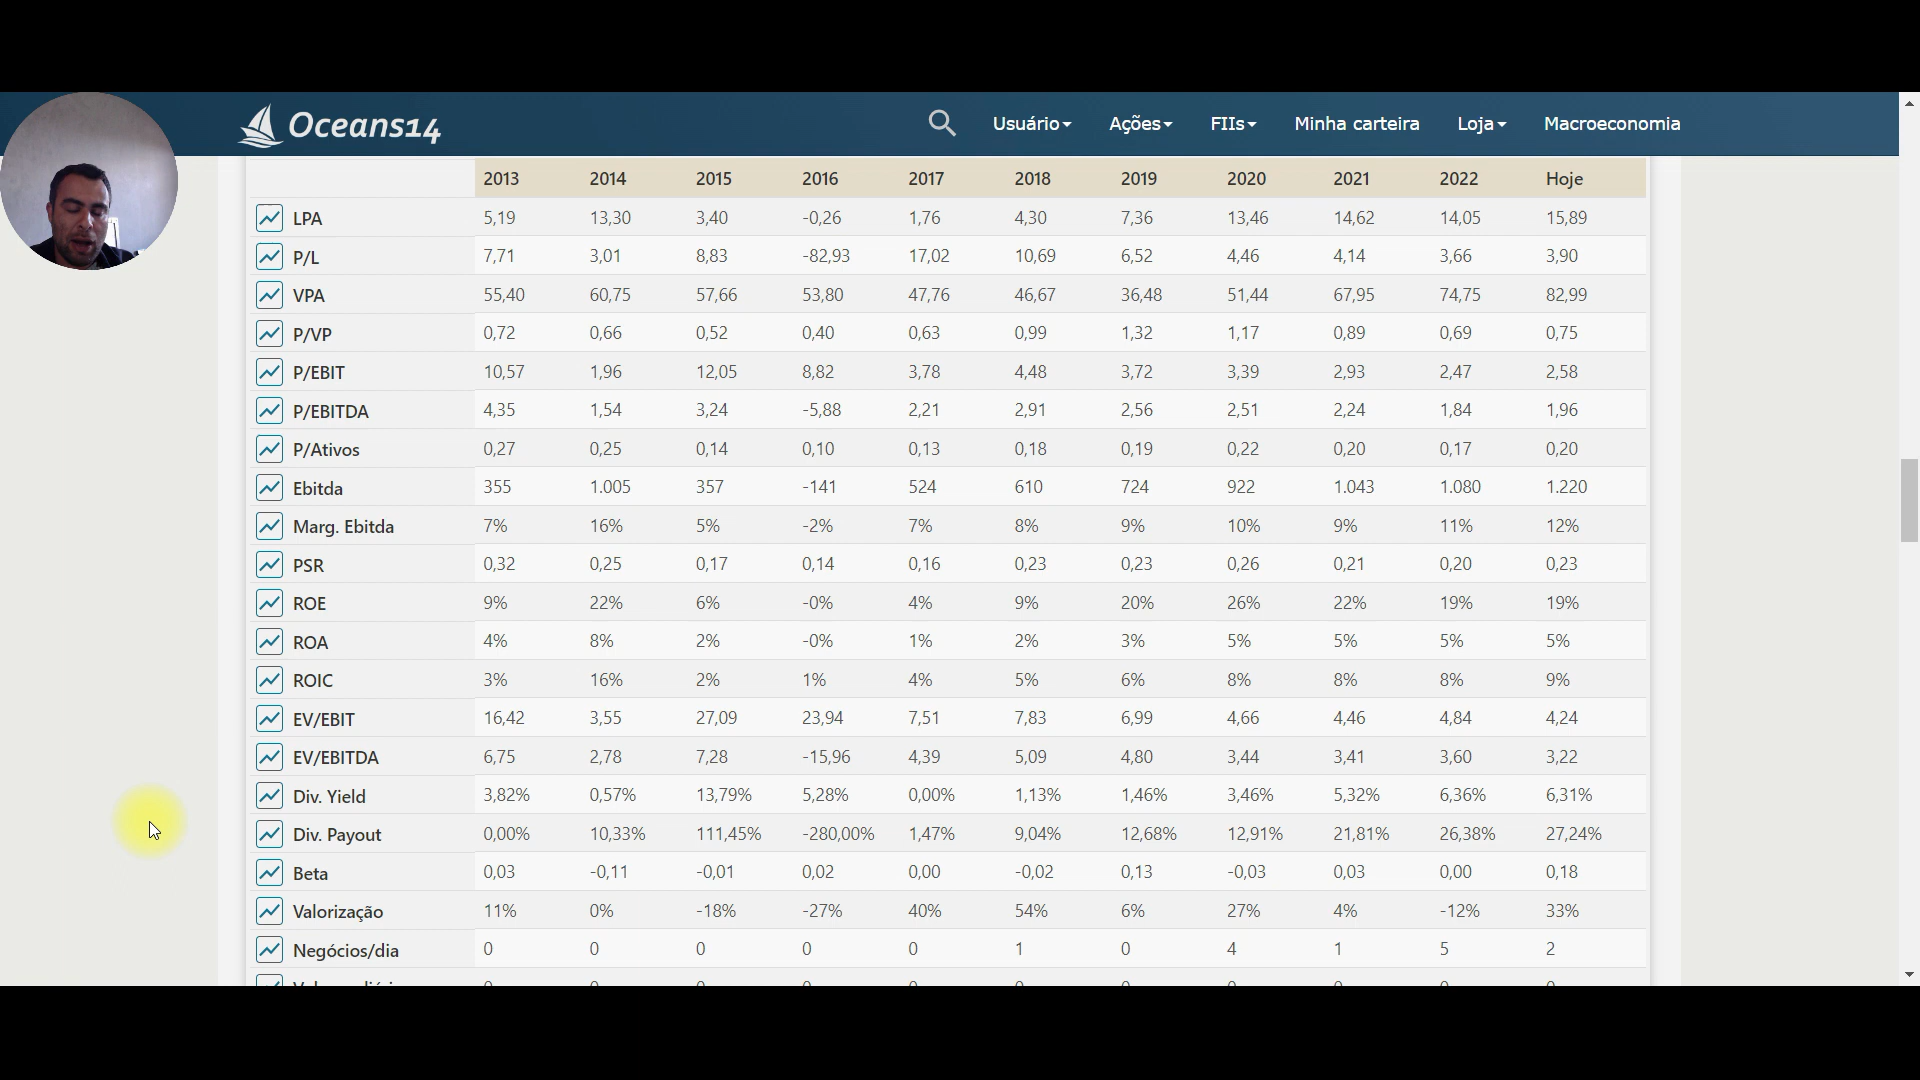 Oceans14 Usuário Ações FIIs Minha carteira Loja Macroeconomia
2013 2014 2015 2016 2017 2018 2019 2020 2021 2022 Hoje
LPA 5,19 13,30 3,40 -0,26 1,76 4,30 7,36 13,46 14,62 14,05 15,89
P/L 7,71 3,01 8,83 -82,93 17,02 10,69 6,52 4,46 4,14 3,66 3,90
VPA 55,40 60,75 57,66 53,80 47,76 46,67 36,48 51,44 67,95 74,75 82,99
P/VP 0,72 0,66 0,52 0,40 0,63 0,99 1,32 1,17 0,89 0,69 0,75
P/EBIT 10,57 1,96 12,05 8,82 3,78 4,48 3,72 3,39 2,93 2,47 2,58
P/EBITDA 4,35 1,54 3,24 -5,88 2,21 2,91 2,56 2,51 2,24 1,84 1,96
P/Ativos 0,27 0,25 0,14 0,10 0,13 0,18 0,19 0,22 0,20 0,17 0,20
Ebitda 355 1.005 357 -141 524 610 724 922 1.043 1.080 1.220
Marg. Ebitda 7% 16% 5% -2% 7% 8% 9% 10% 9% 11% 12%
PSR 0,32 0,25 0,17 0,14 0,16 0,23 0,23 0,26 0,21 0,20 0,23
ROE 9% 22% 6% -0% 4% 9% 20% 26% 22% 19% 19%
ROA 4% 8% 2% -0% 1% 2% 3% 5% 5% 5% 5%
ROIC 3% 16% 2% 1% 4% 5% 6% 8% 8% 8% 9%
EV/EBIT 16,42 3,55 27,09 23,94 7,51 7,83 6,99 4,66 4,46 4,84 4,24
EV/EBITDA 6,75 2,78 7,28 -15,96 4,39 5,09 4,80 3,44 3,41 3,60 3,22
Div. Yield 3,82% 0,57% 13,79% 5,28% 0,00% 1,13% 1,46% 3,46% 5,32% 6,36% 6,31%
Div. Payout 0,00% 10,33% 111,45% -280,00% 1,47% 9,04% 12,68% 12,91% 21,81% 26,38% 27,24%
Beta 0,03 -0,11 -0,01 0,02 0,00 -0,02 0,13 -0,03 0,03 0,00 0,18
Valorização 11% 0% -18% -27% 40% 54% 6% 27% 4% -12% 33%
Negócios/dia 0 0 0 0 0 1 0 4 1 5 2